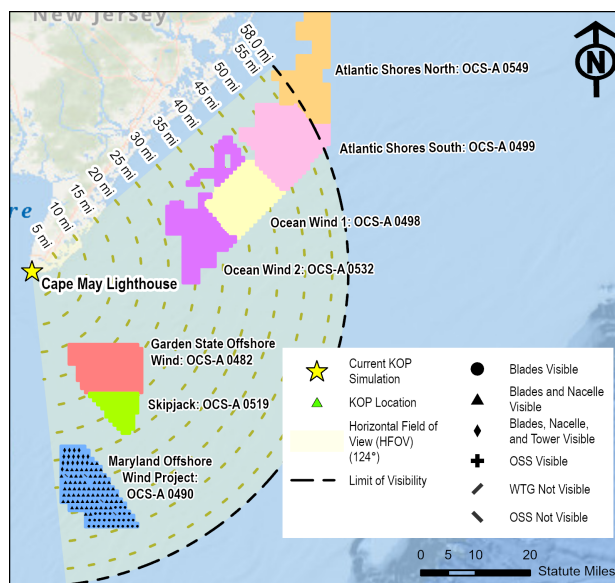 New Jersey
58.0 mi
55 mi
50 mi
45 mi
40 mi
35 mi
30 mi
25 mi
20 mi
15 mi
10 mi
5 mi
N
Atlantic Shores North: OCS-A 0549
Atlantic Shores South: OCS-A 0499
re
Ocean Wind 1: OCS-A 0498
Ocean Wind 2: OCS-A 0532
Cape May Lighthouse
Garden State Offshore
Wind: OCS-A 0482
Skipjack: OCS-A 0519
Maryland Offshore
Wind Project:
OCS-A 0490
Current KOP
Simulation
KOP Location
Horizontal Field of
View (HFOV)
(124°)
Limit of Visibility
Blades Visible
Blades and Nacelle
Visible
Blades, Nacelle,
and Tower Visible
OSS Visible
WTG Not Visible
OSS Not Visible
0 5 10 20
Statute Miles